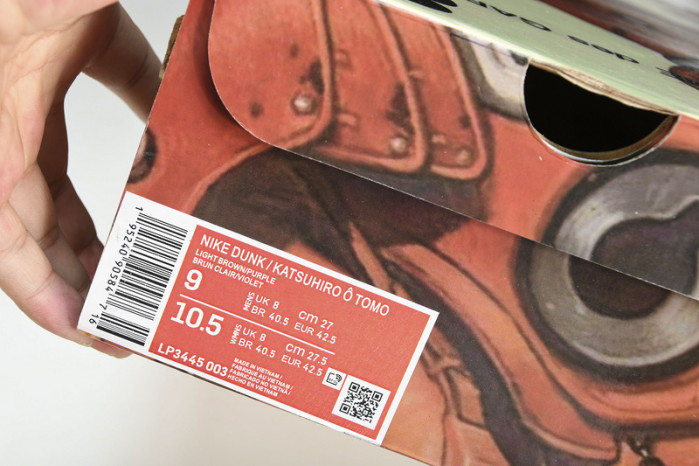 NIKE DUNK / KATSUHIRO Ô TOMO
LIGHT BROWN/PURPLE
BRUN CLAIR/VIOLET
9 MENS UK 8 cm 27
BR 40.5 EUR 42.5
10.5 WMNS UK 8 cm 27.5
BR 40.5 EUR 42.5
LP3445 003
MADE IN VIETNAM /
FABRIQUE AU VIETNAM /
FABRICADO NO VIETNÃ /
HECHO EN VIETNAM
1 95240 90584 7 16